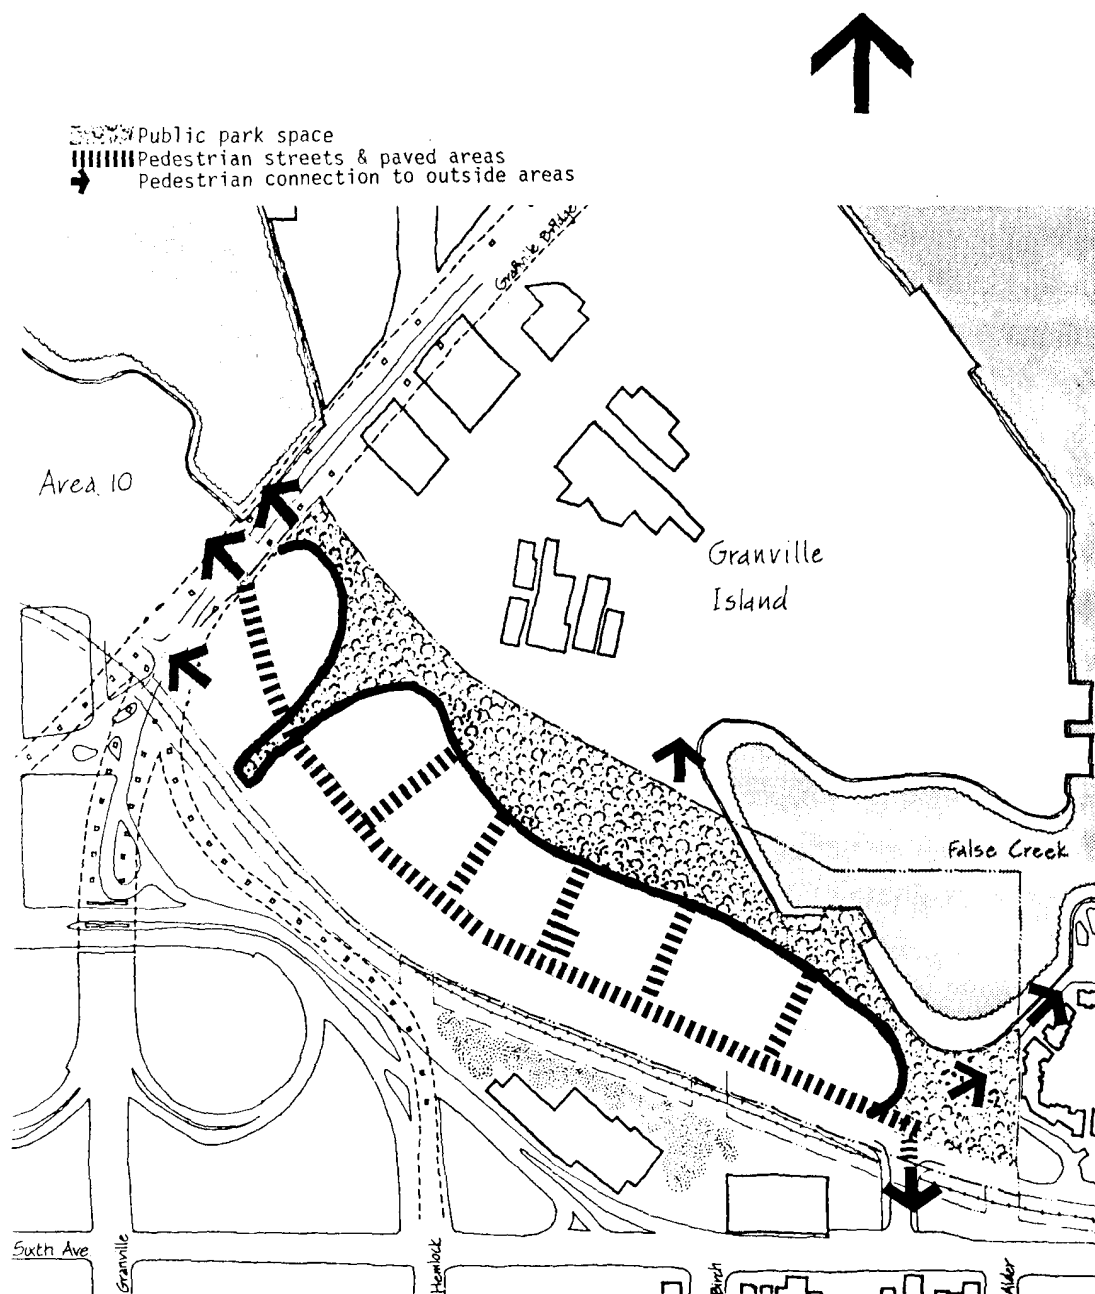 Public park space
Pedestrian streets & paved areas
Pedestrian connection to outside areas
Granville Bridge
Area 10
Granville
Island
False Creek
Sixth Ave
Granville
Hemlock
Birch
Alder